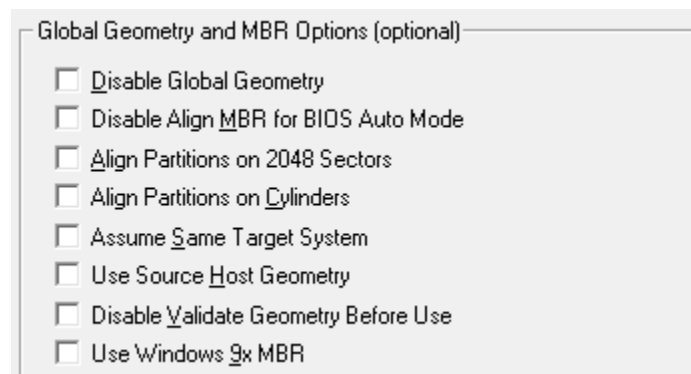 Global Geometry and MBR Options (optional)
Disable Global Geometry
Disable Align MBR for BIOS Auto Mode
Align Partitions on 2048 Sectors
Align Partitions on Cylinders
Assume Same Target System
Use Source Host Geometry
Disable Validate Geometry Before Use
Use Windows 9x MBR